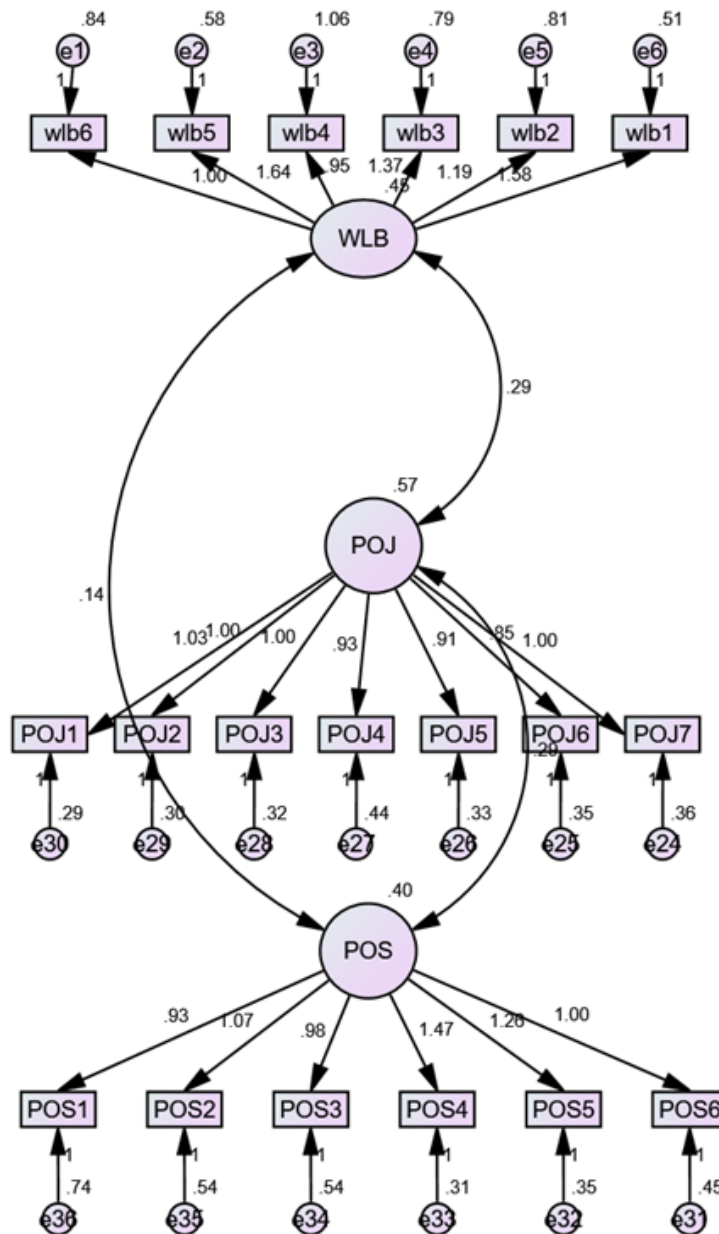 .84 .58 1.06 .79 .81 .51
e1 e2 e3 e4 e5 e6
1 1 1 1 1 1
wlb6 wlb5 wlb4 wlb3 wlb2 wlb1
1.00 1.64 .95 1.37 1.19 1.58
.45
WLB
.29
.57
POJ
.14
1.03 1.00 1.00 .93 .91 .85 1.00
POJ1 POJ2 POJ3 POJ4 POJ5 POJ6 POJ7
.29
1 1 1 1 1 1 1
.29 .30 .32 .44 .33 .35 .36
e30 e29 e28 e27 e26 e25 e24
.40
POS
.93 1.07 .98 1.47 1.26 1.00
POS1 POS2 POS3 POS4 POS5 POS6
1 1 1 1 1 1
.74 .54 .54 .31 .35 .45
e36 e35 e34 e33 e32 e31